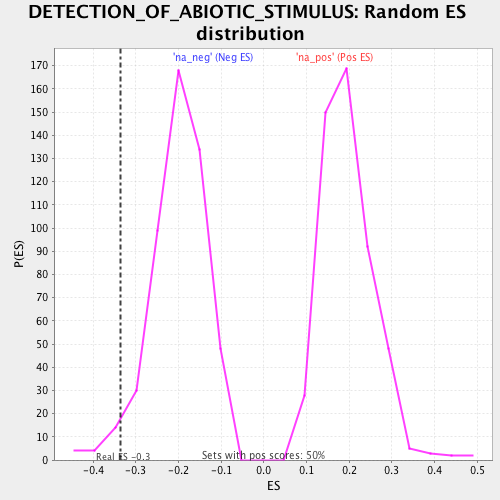 DETECTION_OF_ABIOTIC_STIMULUS: Random ES
distribution
'na_neg' (Neg ES) 'na_pos' (Pos ES)
P(ES)
170
160
150
140
130
120
110
100
90
80
70
60
50
40
30
20
10
0
Real ES -0.3
Sets with pos scores: 50%
-0.4 -0.3 -0.2 -0.1 0.0 0.1 0.2 0.3 0.4 0.5
ES